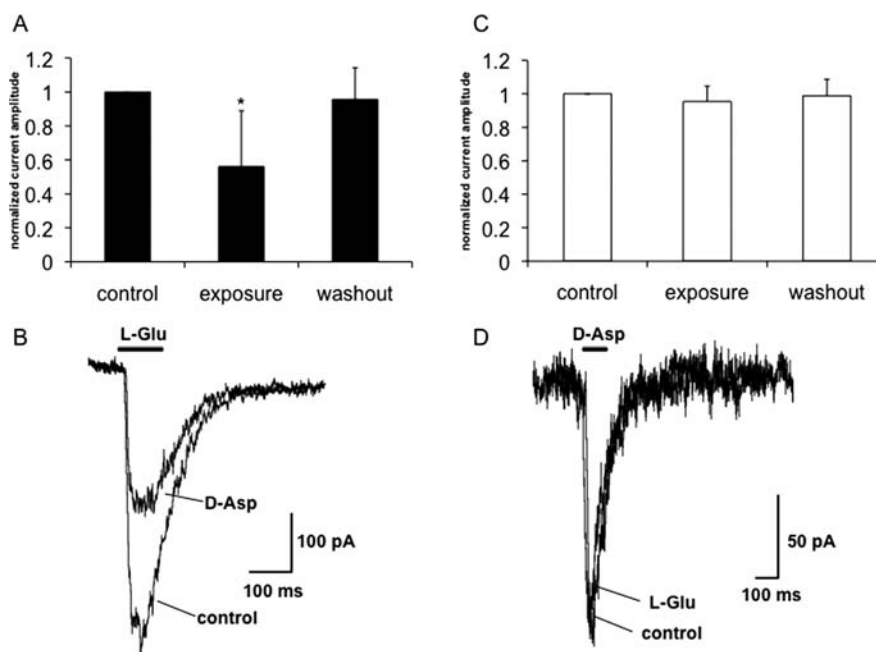 A
normalized current amplitude
1.2
1
0.8
0.6
0.4
0.2
0
*
control exposure washout
C
normalized current amplitude
1.2
1
0.8
0.6
0.4
0.2
0
control exposure washout
B
L-Glu
D-Asp
control
100 pA
100 ms
D
D-Asp
L-Glu
control
50 pA
100 ms